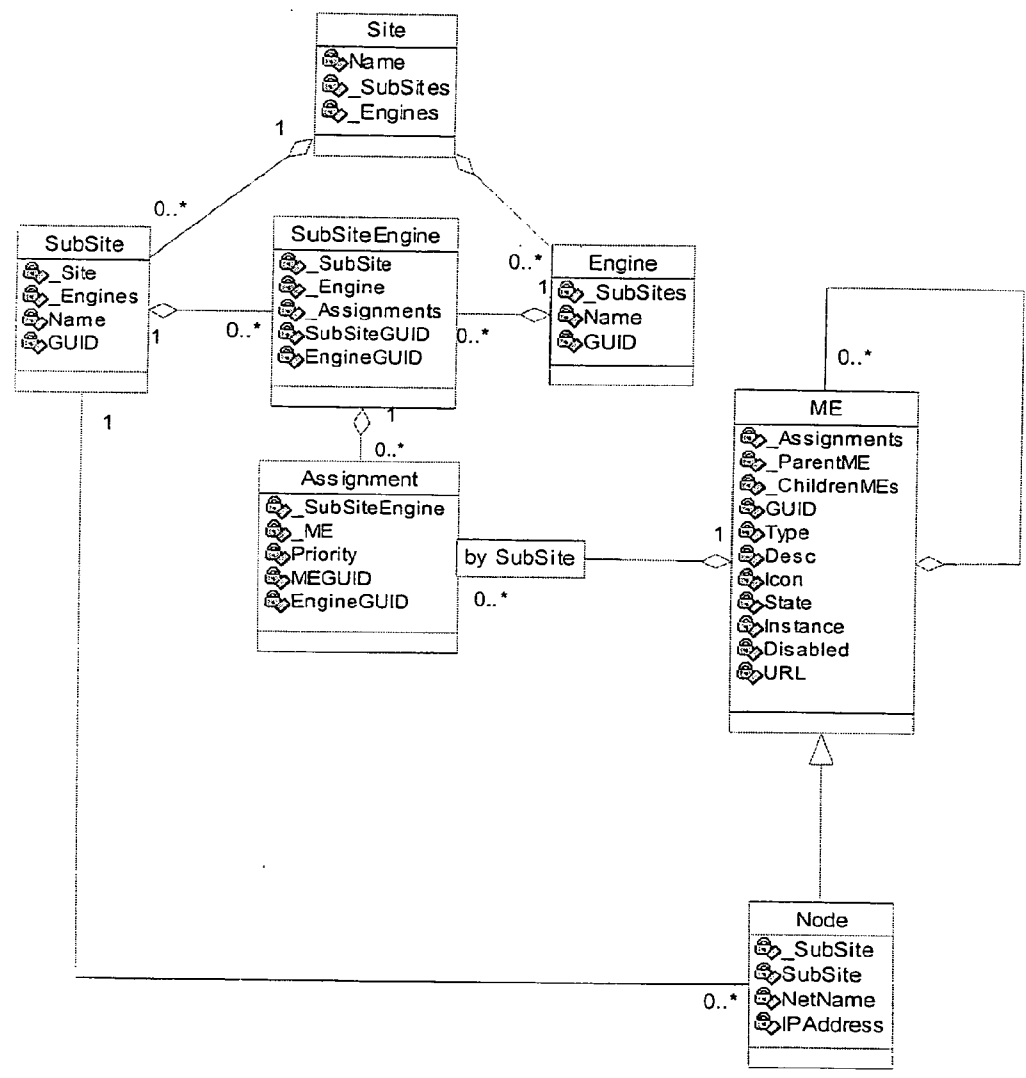 Site
Name
_SubSites
_Engines
1
0..*
0..*
SubSite
_Site
_Engines
Name
GUID
1
0..*
SubSiteEngine
_SubSite
_Engine
_Assignments
SubSiteGUID
EngineGUID
1
0..*
Engine
_SubSites
Name
GUID
1
0..*
1
0..*
Assignment
_SubSiteEngine
_ME
Priority
MEGUID
EngineGUID
by SubSite
0..*
1
0..*
ME
_Assignments
_ParentME
_ChildrenMEs
GUID
Type
Desc
Icon
State
Instance
Disabled
URL
Node
_SubSite
SubSite
NetName
IPAddress
0..*